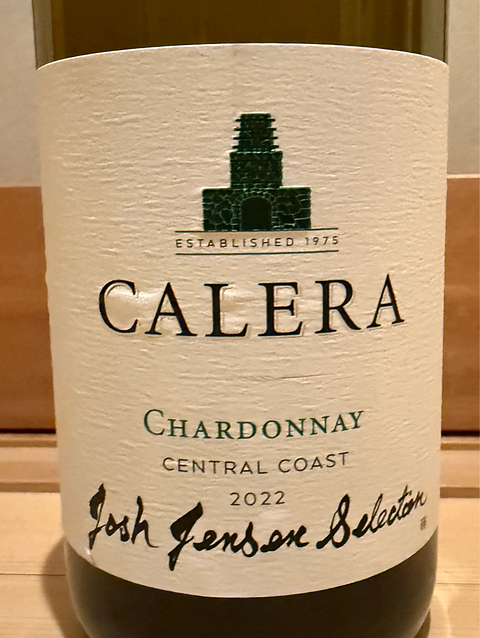 ESTABLISHED 1975
CALERA
CHARDONNAY
CENTRAL COAST
2022
Josh Jensen Selection